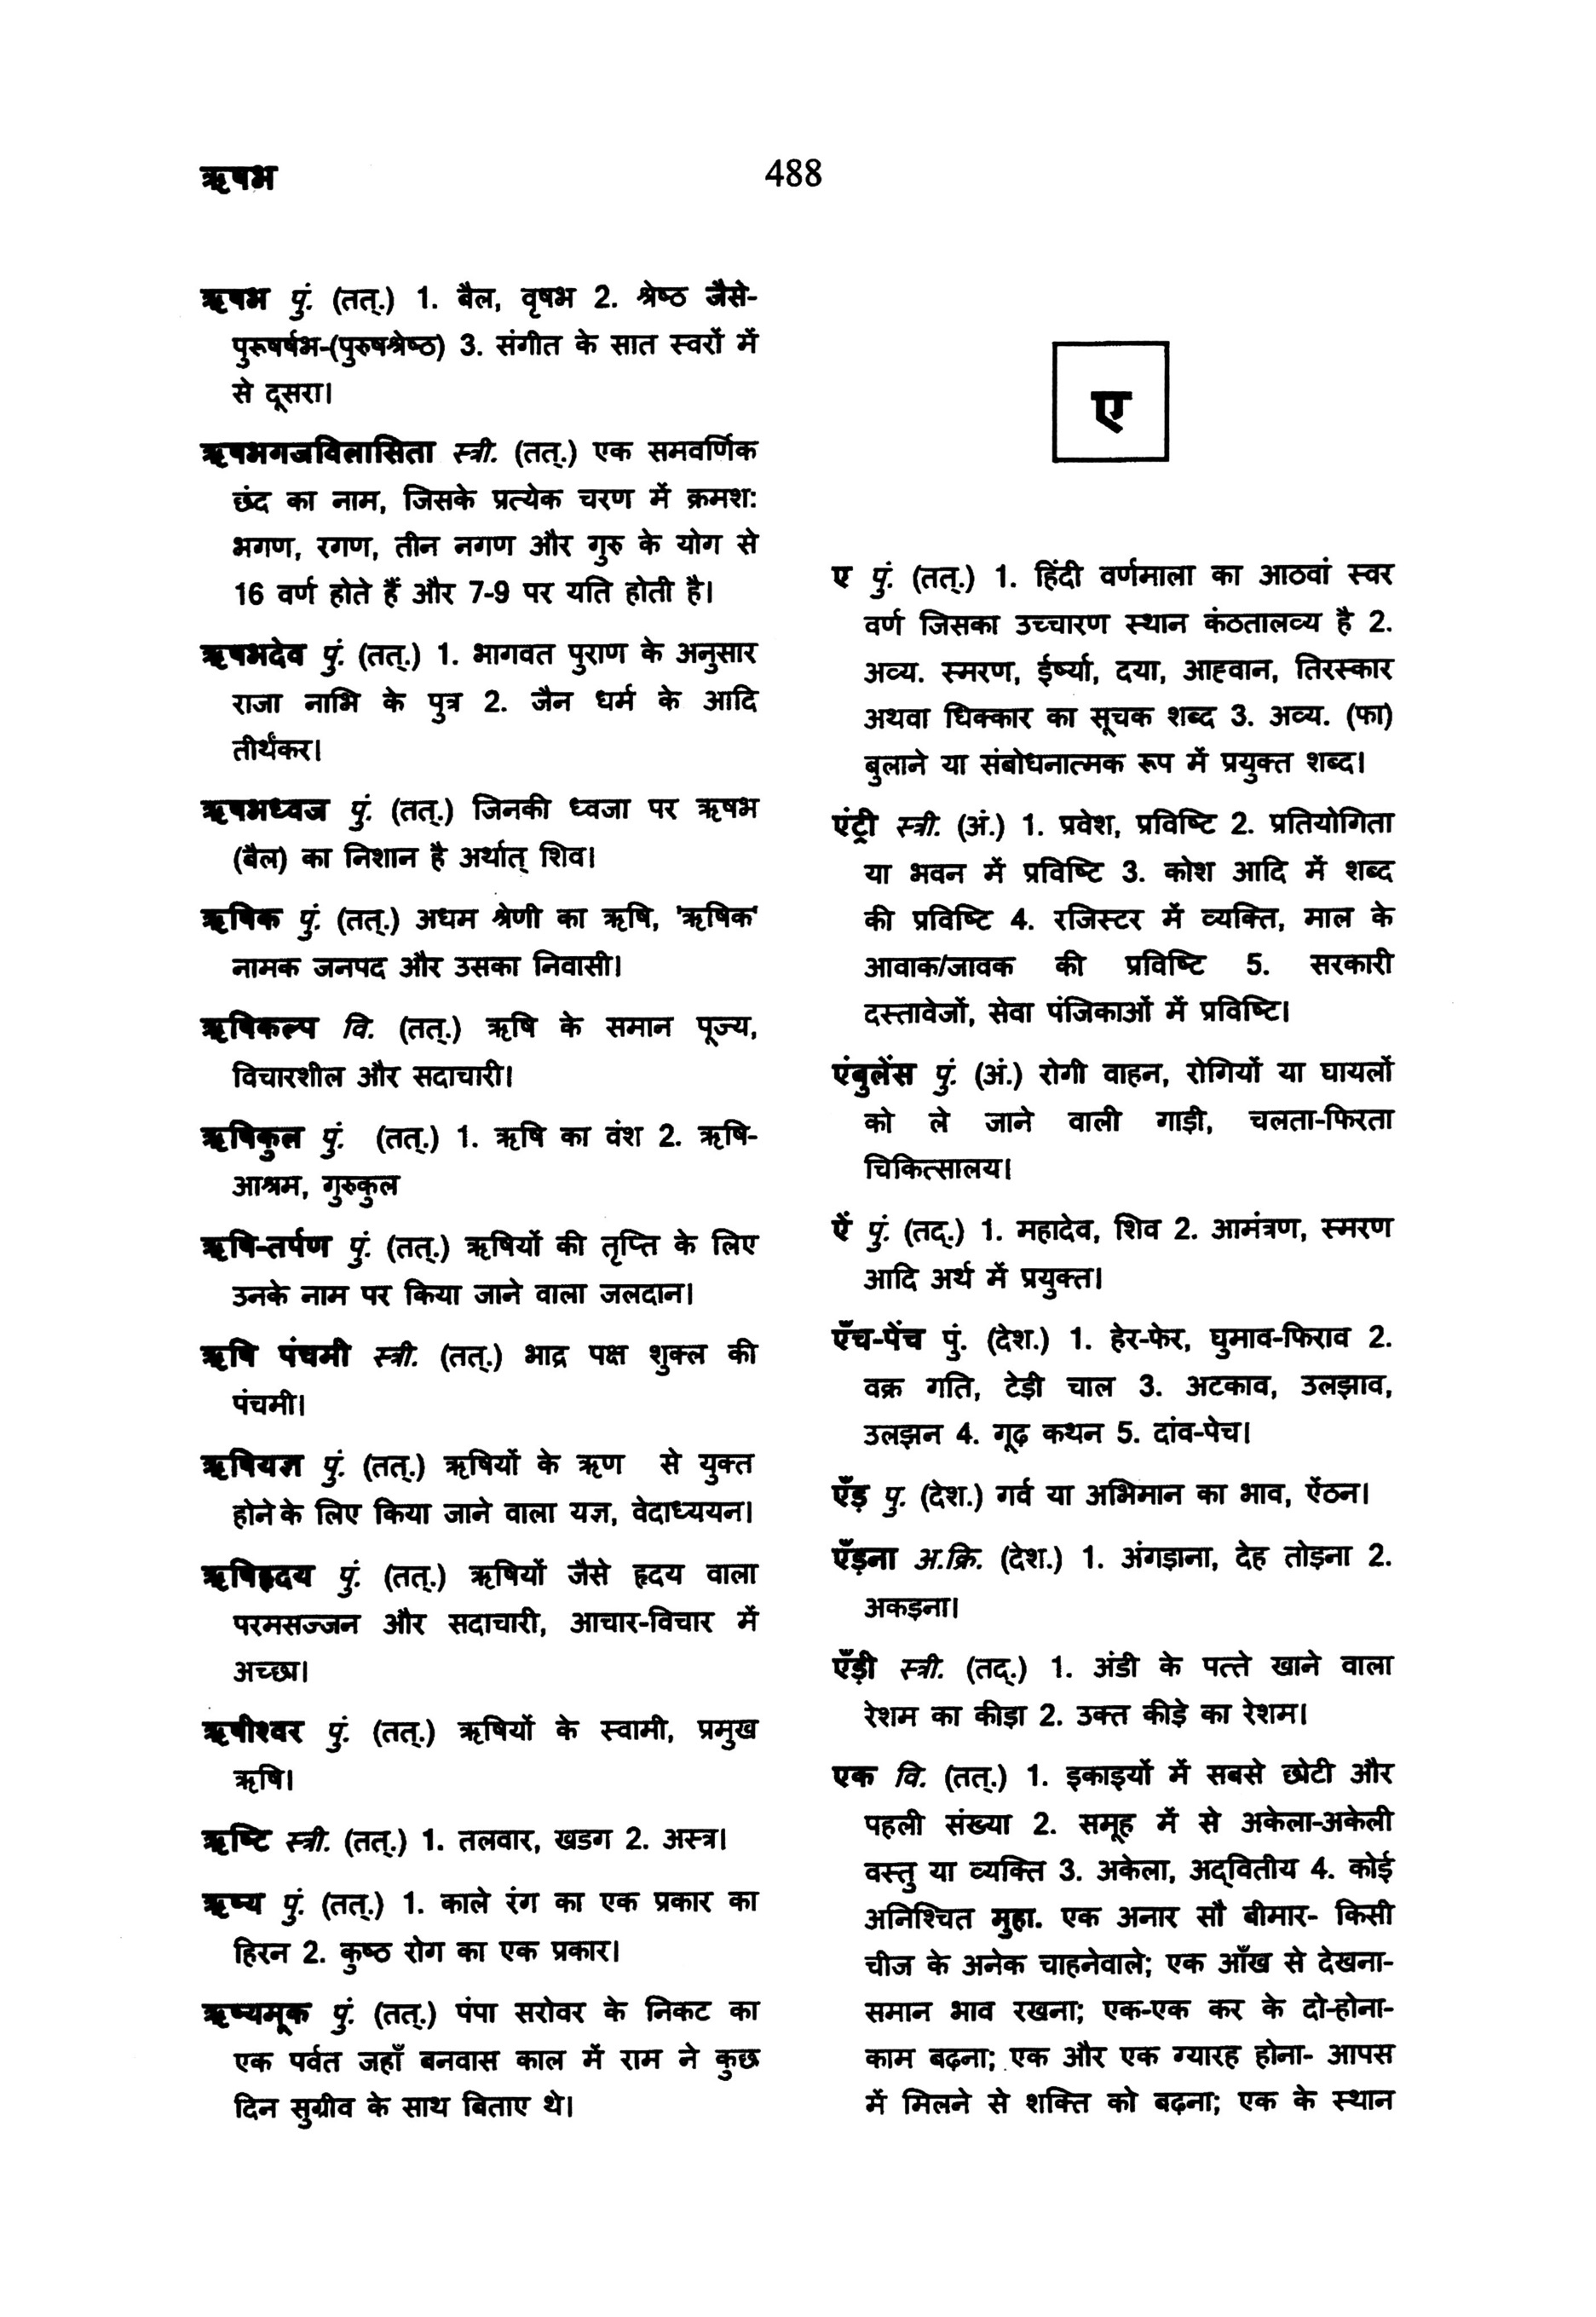 ऋषभ
488
ऋषभ पुं. (तत्.) 1. बैल, वृषभ 2. श्रेष्ठ जैसे-
पुरूषर्षभ-(पुरुषश्रेष्ठ) 3. संगीत के सात स्वरों में
से दूसरा।
ऋषभगजविलासिता स्त्री. (तत्.) एक समवर्णिक
छंद का नाम, जिसके प्रत्येक चरण में क्रमश:
भगण, रगण, तीन नगण और गुरु के योग से
16 वर्ण होते हैं और 7-9 पर यति होती है।
ऋषभदेव पुं. (तत्.) 1. भागवत पुराण के अनुसार
राजा नाभि के पुत्र 2. जैन धर्म के आदि
तीर्थंकर।
ऋषभध्वज पुं. (तत्.) जिनकी ध्वजा पर ऋषभ
(बैल) का निशान है अर्थात् शिव।
ऋषिक पुं. (तत्.) अधम श्रेणी का ऋषि, 'ऋषिक'
नामक जनपद और उसका निवासी।
ऋषिकल्प वि. (तत्.) ऋषि के समान पूज्य,
विचारशील और सदाचारी।
ऋषिकुल पुं. (तत्.) 1. ऋषि का वंश 2. ऋषि-
आश्रम, गुरुकुल
ऋषि-तर्पण पुं. (तत्.) ऋषियों की तृप्ति के लिए
उनके नाम पर किया जाने वाला जलदान।
ऋषि पंचमी स्त्री. (तत्.) भाद्र पक्ष शुक्ल की
पंचमी।
ऋषियज्ञ पुं. (तत्.) ऋषियों के ऋण से युक्त
होने के लिए किया जाने वाला यज्ञ, वेदाध्ययन।
ऋषिहृदय पुं. (तत्.) ऋषियों जैसे हृदय वाला
परमसज्जन और सदाचारी, आचार-विचार में
अच्छा।
ऋषीश्वर पुं. (तत्.) ऋषियों के स्वामी, प्रमुख
ऋषि।
ऋष्टि स्त्री. (तत्.) 1. तलवार, खडग 2. अस्त्र।
ऋष्य पुं. (तत्.) 1. काले रंग का एक प्रकार का
हिरन 2. कुष्ठ रोग का एक प्रकार।
ऋष्यमूक पुं. (तत्.) पंपा सरोवर के निकट का
एक पर्वत जहाँ बनवास काल में राम ने कुछ
दिन सुग्रीव के साथ बिताए थे।
ए
ए पुं. (तत्.) 1. हिंदी वर्णमाला का आठवां स्वर
वर्ण जिसका उच्चारण स्थान कंठतालव्य है 2.
अव्य. स्मरण, ईर्ष्या, दया, आह्वान, तिरस्कार
अथवा धिक्कार का सूचक शब्द 3. अव्य. (फा)
बुलाने या संबोधनात्मक रूप में प्रयुक्त शब्द।
एंट्री स्त्री. (अं.) 1. प्रवेश, प्रविष्टि 2. प्रतियोगिता
या भवन में प्रविष्टि 3. कोश आदि में शब्द
की प्रविष्टि 4. रजिस्टर में व्यक्ति, माल के
आवाक/जावक की प्रविष्टि 5. सरकारी
दस्तावेजों, सेवा पंजिकाओं में प्रविष्टि।
एंबुलेंस पुं. (अं.) रोगी वाहन, रोगियों या घायलों
को ले जाने वाली गाड़ी, चलता-फिरता
चिकित्सालय।
ऐं पुं. (तद्.) 1. महादेव, शिव 2. आमंत्रण, स्मरण
आदि अर्थ में प्रयुक्त।
एँच-पेंच पुं. (देश.) 1. हेर-फेर, घुमाव-फिराव 2.
वक्र गति, टेड़ी चाल 3. अटकाव, उलझाव,
उलझन 4. गूढ़ कथन 5. दांव-पेच।
एँड़ पु. (देश.) गर्व या अभिमान का भाव, ऐंठन।
एँड़ना अ.क्रि. (देश.) 1. अंगड़ाना, देह तोड़ना 2.
अकड़ना।
एँड़ी स्त्री. (तद्.) 1. अंडी के पत्ते खाने वाला
रेशम का कीड़ा 2. उक्त कीड़े का रेशम।
एक वि. (तत्.) 1. इकाइयों में सबसे छोटी और
पहली संख्या 2. समूह में से अकेला-अकेली
वस्तु या व्यक्ति 3. अकेला, अद्‌वितीय 4. कोई
अनिश्चित मुहा. एक अनार सौ बीमार- किसी
चीज के अनेक चाहनेवाले; एक आँख से देखना-
समान भाव रखना; एक-एक कर के दो-होना-
काम बढ़ना; एक और एक ग्यारह होना- आपस
में मिलने से शक्ति को बढ़ना; एक के स्थान